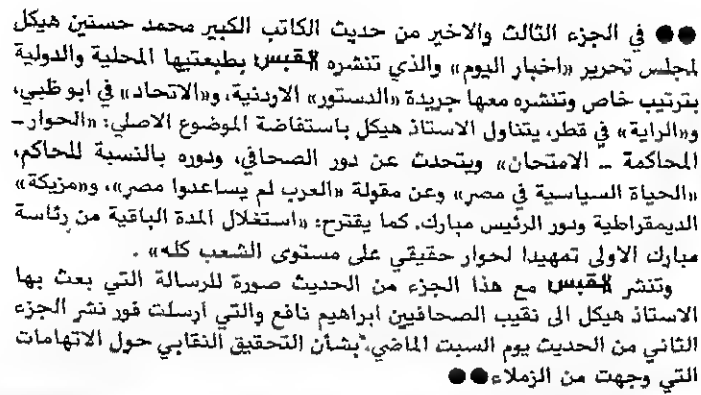 ●● في الجزء الثالث والاخير من حديث الكاتب الكبير محمد حسنين هيكل
لمجلس تحرير «اخبار اليوم» والذي تنشره القبس بطبعتيها المحلية والدولية
بترتيب خاص وتنشره معها جريدة «الدستور» الاردنية، و«الاتحاد» في ابو ظبي،
و«الراية» في قطر، يتناول الاستاذ هيكل باستفاضة الموضوع الاصلي: «الحوار ـ
المحاكمة ـ الامتحان» ويتحدث عن دور الصحافي، ودوره بالنسبة للحاكم،
«الحياة السياسية في مصر» وعن مقولة «العرب لم يساعدوا مصر»، و«مزيكة»
الديمقراطية ودور الرئيس مبارك. كما يقترح: «استغلال المدة الباقية من رئاسة
مبارك الاولى تمهيدا لحوار حقيقي على مستوى الشعب كله» .
وتنشر القبس مع هذا الجزء من الحديث صورة للرسالة التي بعث بها
الاستاذ هيكل الى نقيب الصحافيين ابراهيم نافع والتي أرسلت فور نشر الجزء
الثاني من الحديث يوم السبت الماضي، بشأن التحقيق النقابي حول الاتهامات
التي وجهت من الزملاء ●●